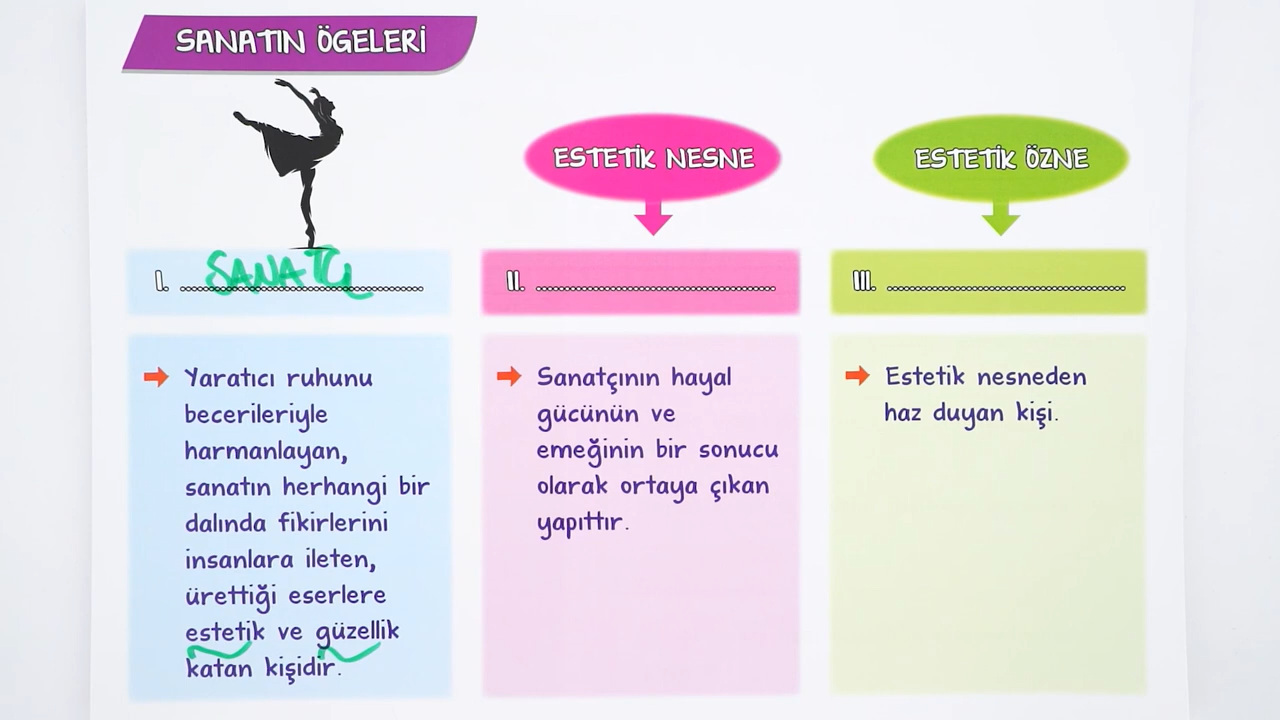 SANATIN ÖGELERİ
ESTETİK NESNE
ESTETİK ÖZNE
I. SANATÇI
II. ........................
III. ........................
Yaratıcı ruhunu
becerileriyle
harmanlayan,
sanatın herhangi bir
dalında fikirlerini
insanlara ileten,
ürettiği eserlere
estetik ve güzellik
katan kişidir.
Sanatçının hayal
gücünün ve
emeğinin bir sonucu
olarak ortaya çıkan
yapıttır.
Estetik nesneden
haz duyan kişi.